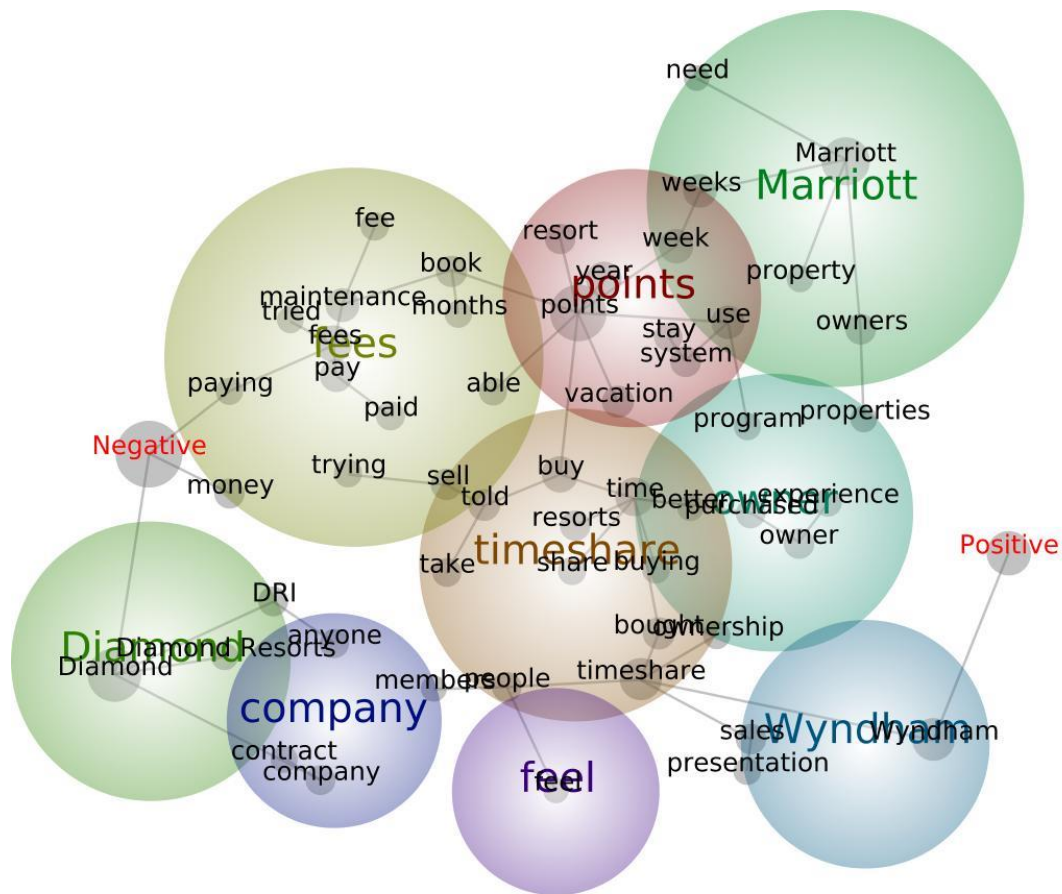 need
Marriott
Marriott
weeks
fee
resort
week
book
year
property
points
maintenance
months
points
use
owners
tried
fees
stay
fees
system
pay
paying
able
vacation
paid
program
properties
Negative
trying
sell
buy
money
told
time
better
owner
experience
purchased
resorts
owner
Positive
timeshare
take
share
buying
DRI
anyone
bought
ownership
Diamond
Diamond Resorts
Diamond
timeshare
members
people
company
sales
Wyndham
Wyndham
contract
presentation
company
feel
feel